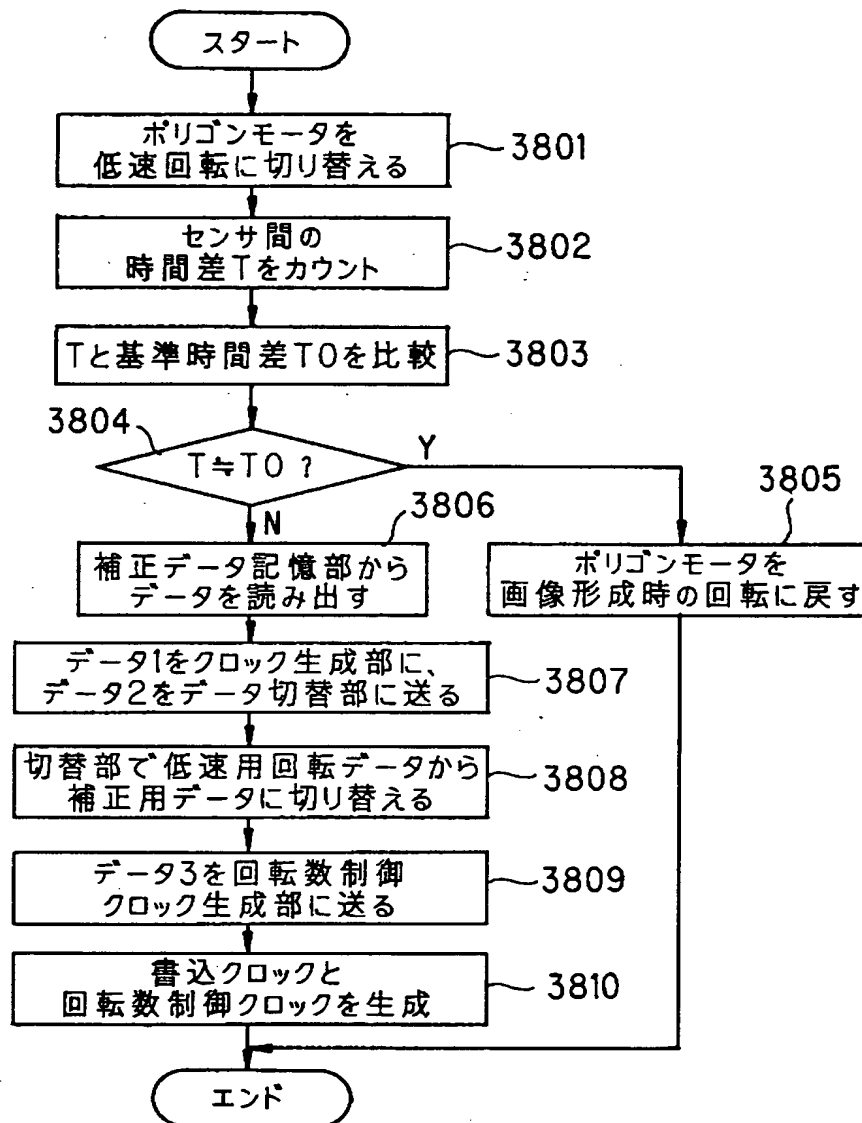 スタート
ポリゴンモータを
低速回転に切り替える
3801
センサ間の
時間差Tをカウント
3802
Tと基準時間差T0を比較
3803
3804
T≒T0 ?
Y
N
3805
3806
補正データ記憶部から
データを読み出す
ポリゴンモータを
画像形成時の回転に戻す
データ1をクロック生成部に、
データ2をデータ切替部に送る
3807
切替部で低速用回転データから
補正用データに切り替える
3808
データ3を回転数制御
クロック生成部に送る
3809
書込クロックと
回転数制御クロックを生成
3810
エンド